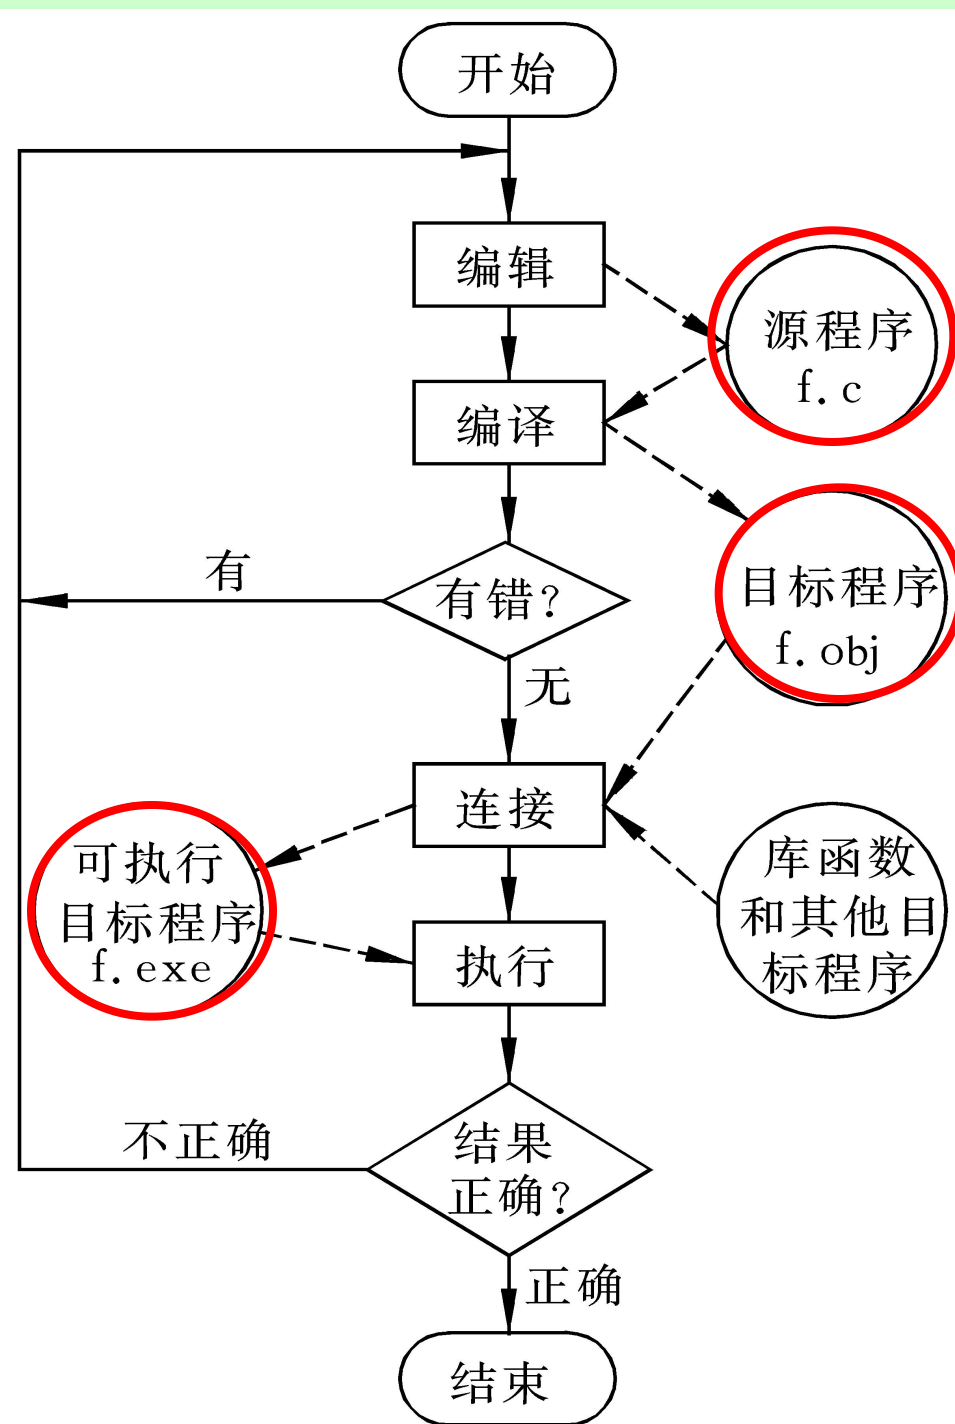 开始
编辑
源程序
f.c
编译
目标程序
f.obj
有
有错?
无
连接
可执行
目标程序
f.exe
库函数
和其他目
标程序
执行
不正确
结果
正确?
正确
结束